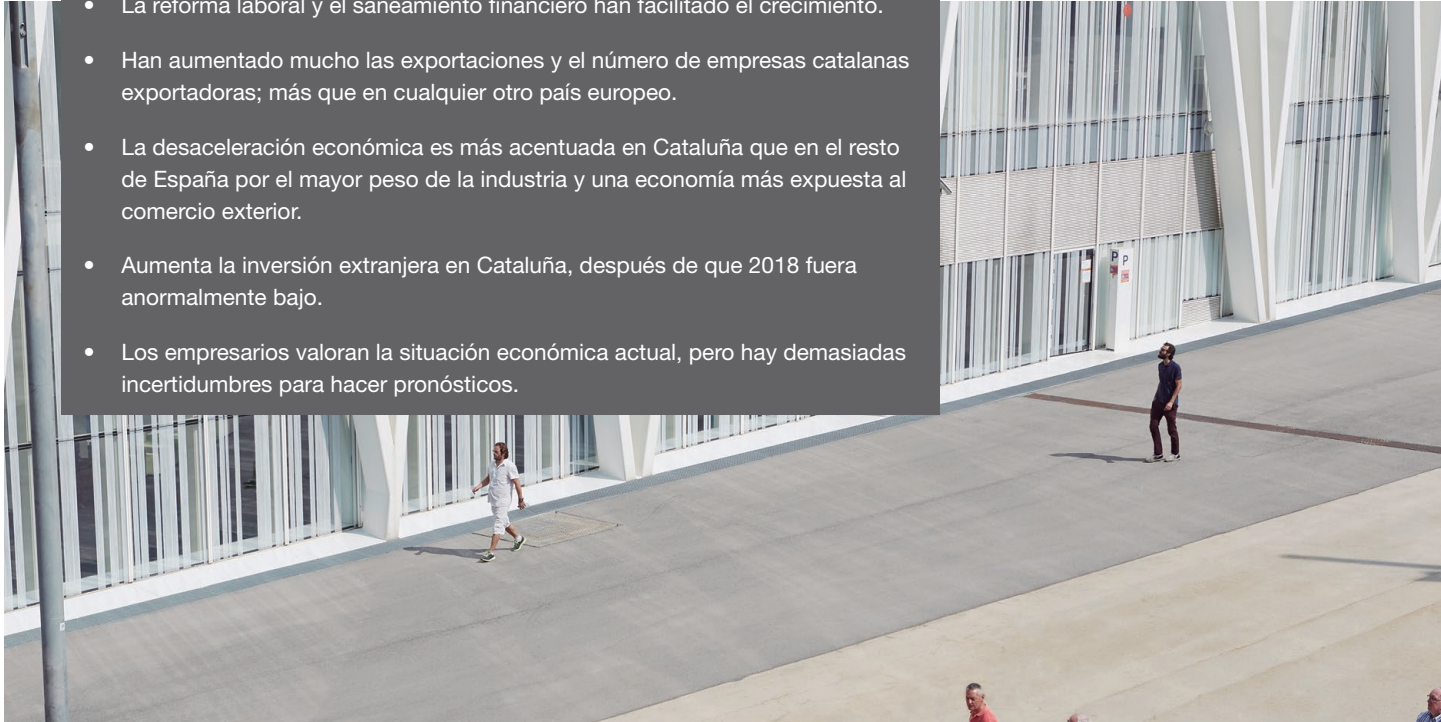 • La reforma laboral y el saneamiento financiero han facilitado el crecimiento.
• Han aumentado mucho las exportaciones y el número de empresas catalanas
exportadoras; más que en cualquier otro país europeo.
• La desaceleración económica es más acentuada en Cataluña que en el resto
de España por el mayor peso de la industria y una economía más expuesta al
comercio exterior.
• Aumenta la inversión extranjera en Cataluña, después de que 2018 fuera
anormalmente bajo.
• Los empresarios valoran la situación económica actual, pero hay demasiadas
incertidumbres para hacer pronósticos.
P P